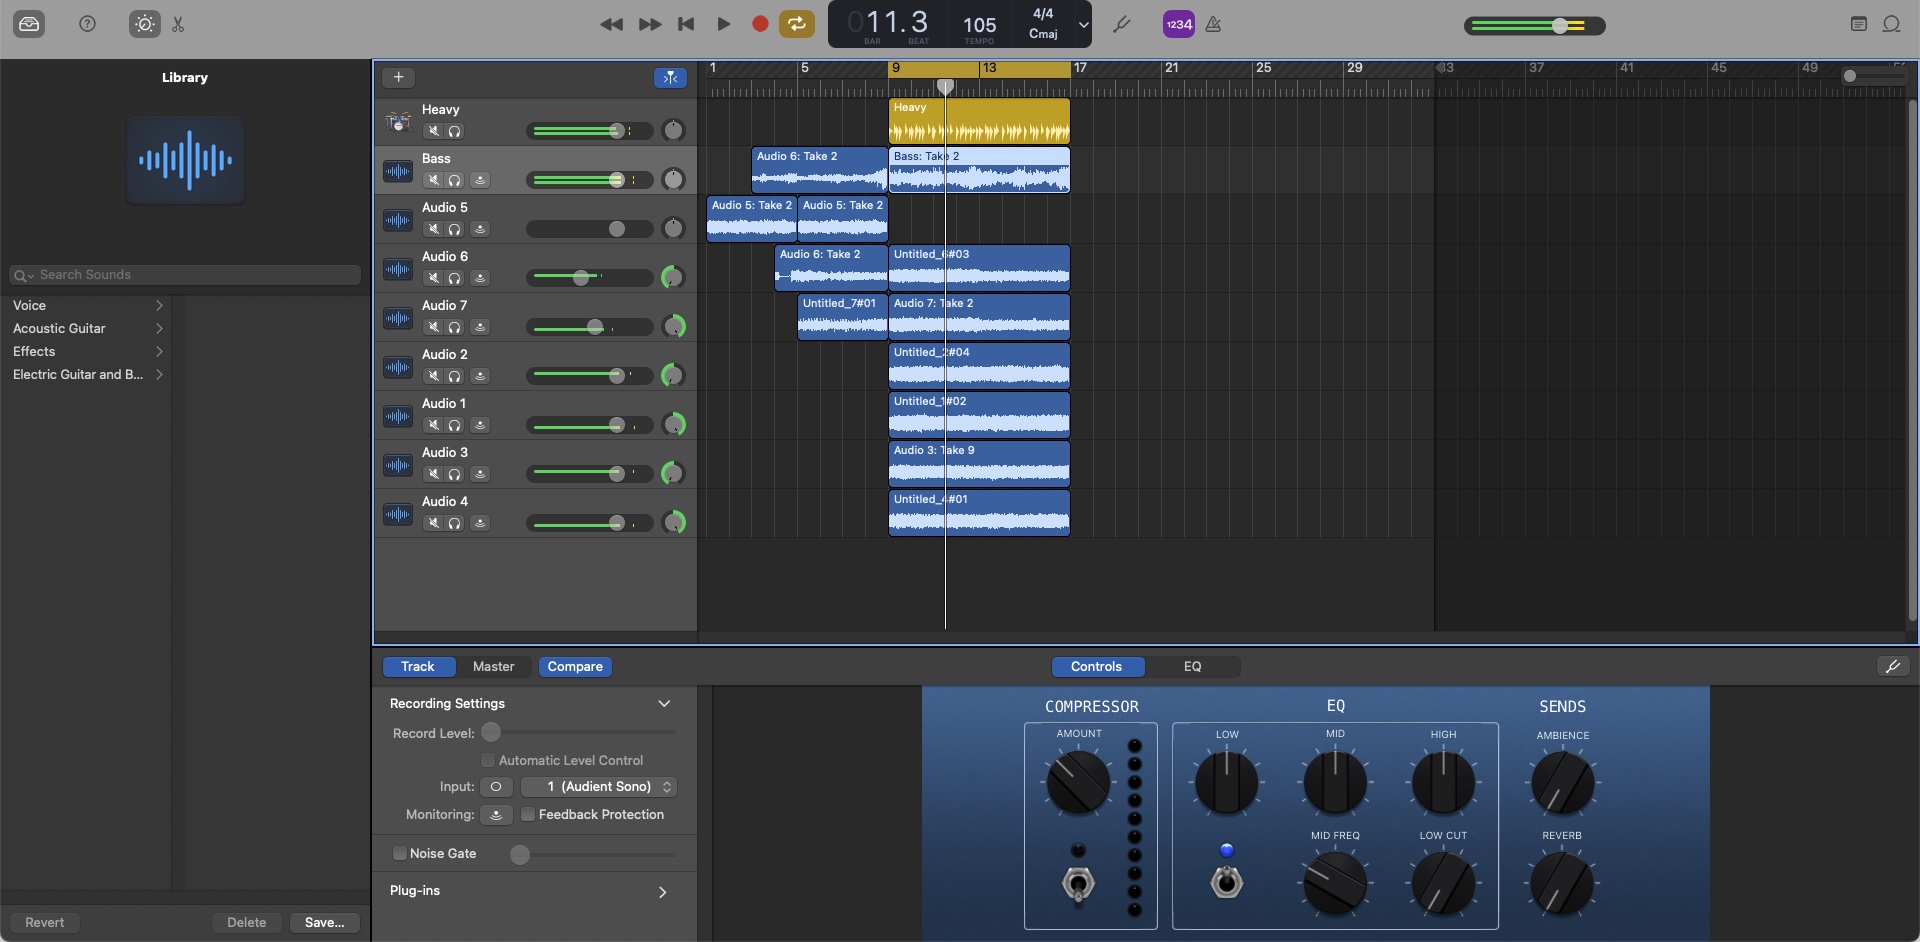 011.3
BAR
BEAT
105
TEMPO
4/4
Cmaj
1234
Library
Search Sounds
Voice
Acoustic Guitar
Effects
Electric Guitar and B...
Revert
Delete
Save...
1 5 9 13 17 21 25 29 33 37 41 45 49
Heavy
Heavy
Bass
Audio 6: Take 2
Bass: Take 2
Audio 5
Audio 5: Take 2
Audio 5: Take 2
Audio 6
Audio 6: Take 2
Untitled_6#03
Audio 7
Untitled_7#01
Audio 7: Take 2
Audio 2
Untitled_2#04
Audio 1
Untitled_1#02
Audio 3
Audio 3: Take 9
Audio 4
Untitled_4#01
Track
Master
Compare
Controls
EQ
Recording Settings
Record Level:
Automatic Level Control
Input:
1 (Audient Sono)
Monitoring:
Feedback Protection
Noise Gate
Plug-ins
COMPRESSOR
EQ
SENDS
AMOUNT
LOW
MID
HIGH
AMBIENCE
MID FREQ
LOW CUT
REVERB